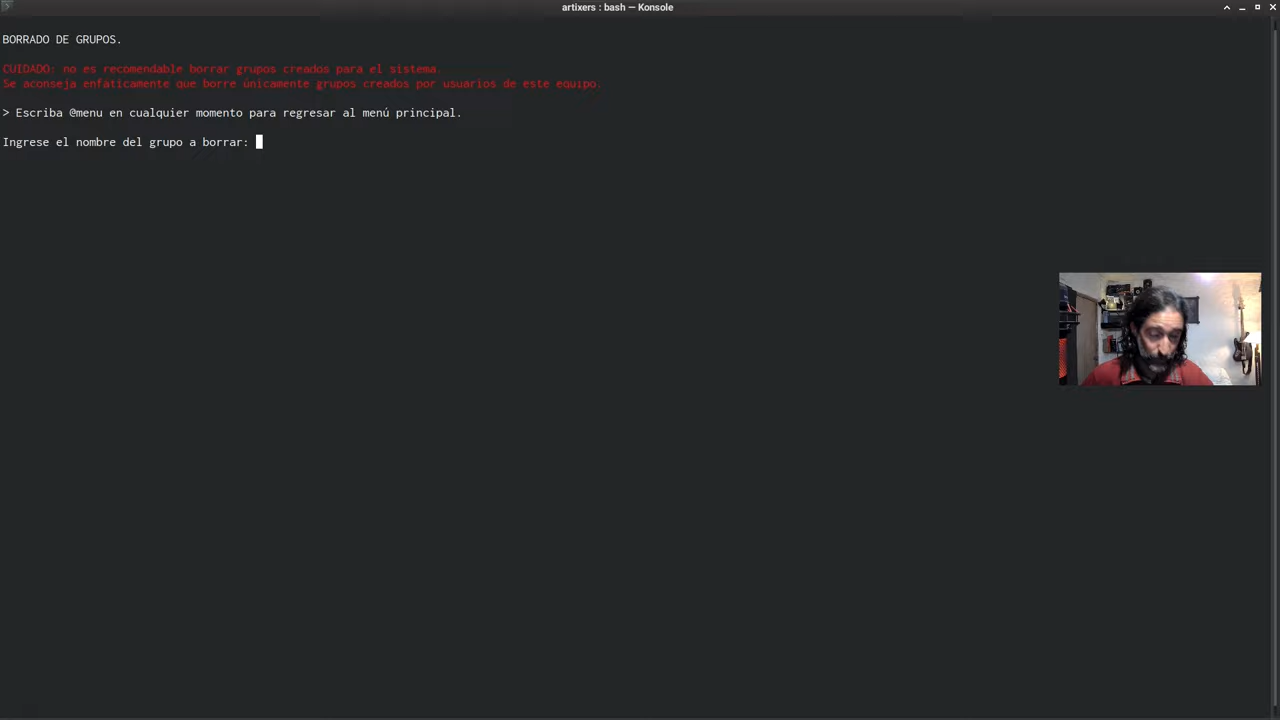 artixers : bash — Konsole
BORRADO DE GRUPOS.
CUIDADO: no es recomendable borrar grupos creados para el sistema.
Se aconseja enfáticamente que borre únicamente grupos creados por usuarios de este equipo.
> Escriba @menu en cualquier momento para regresar al menú principal.
Ingrese el nombre del grupo a borrar: